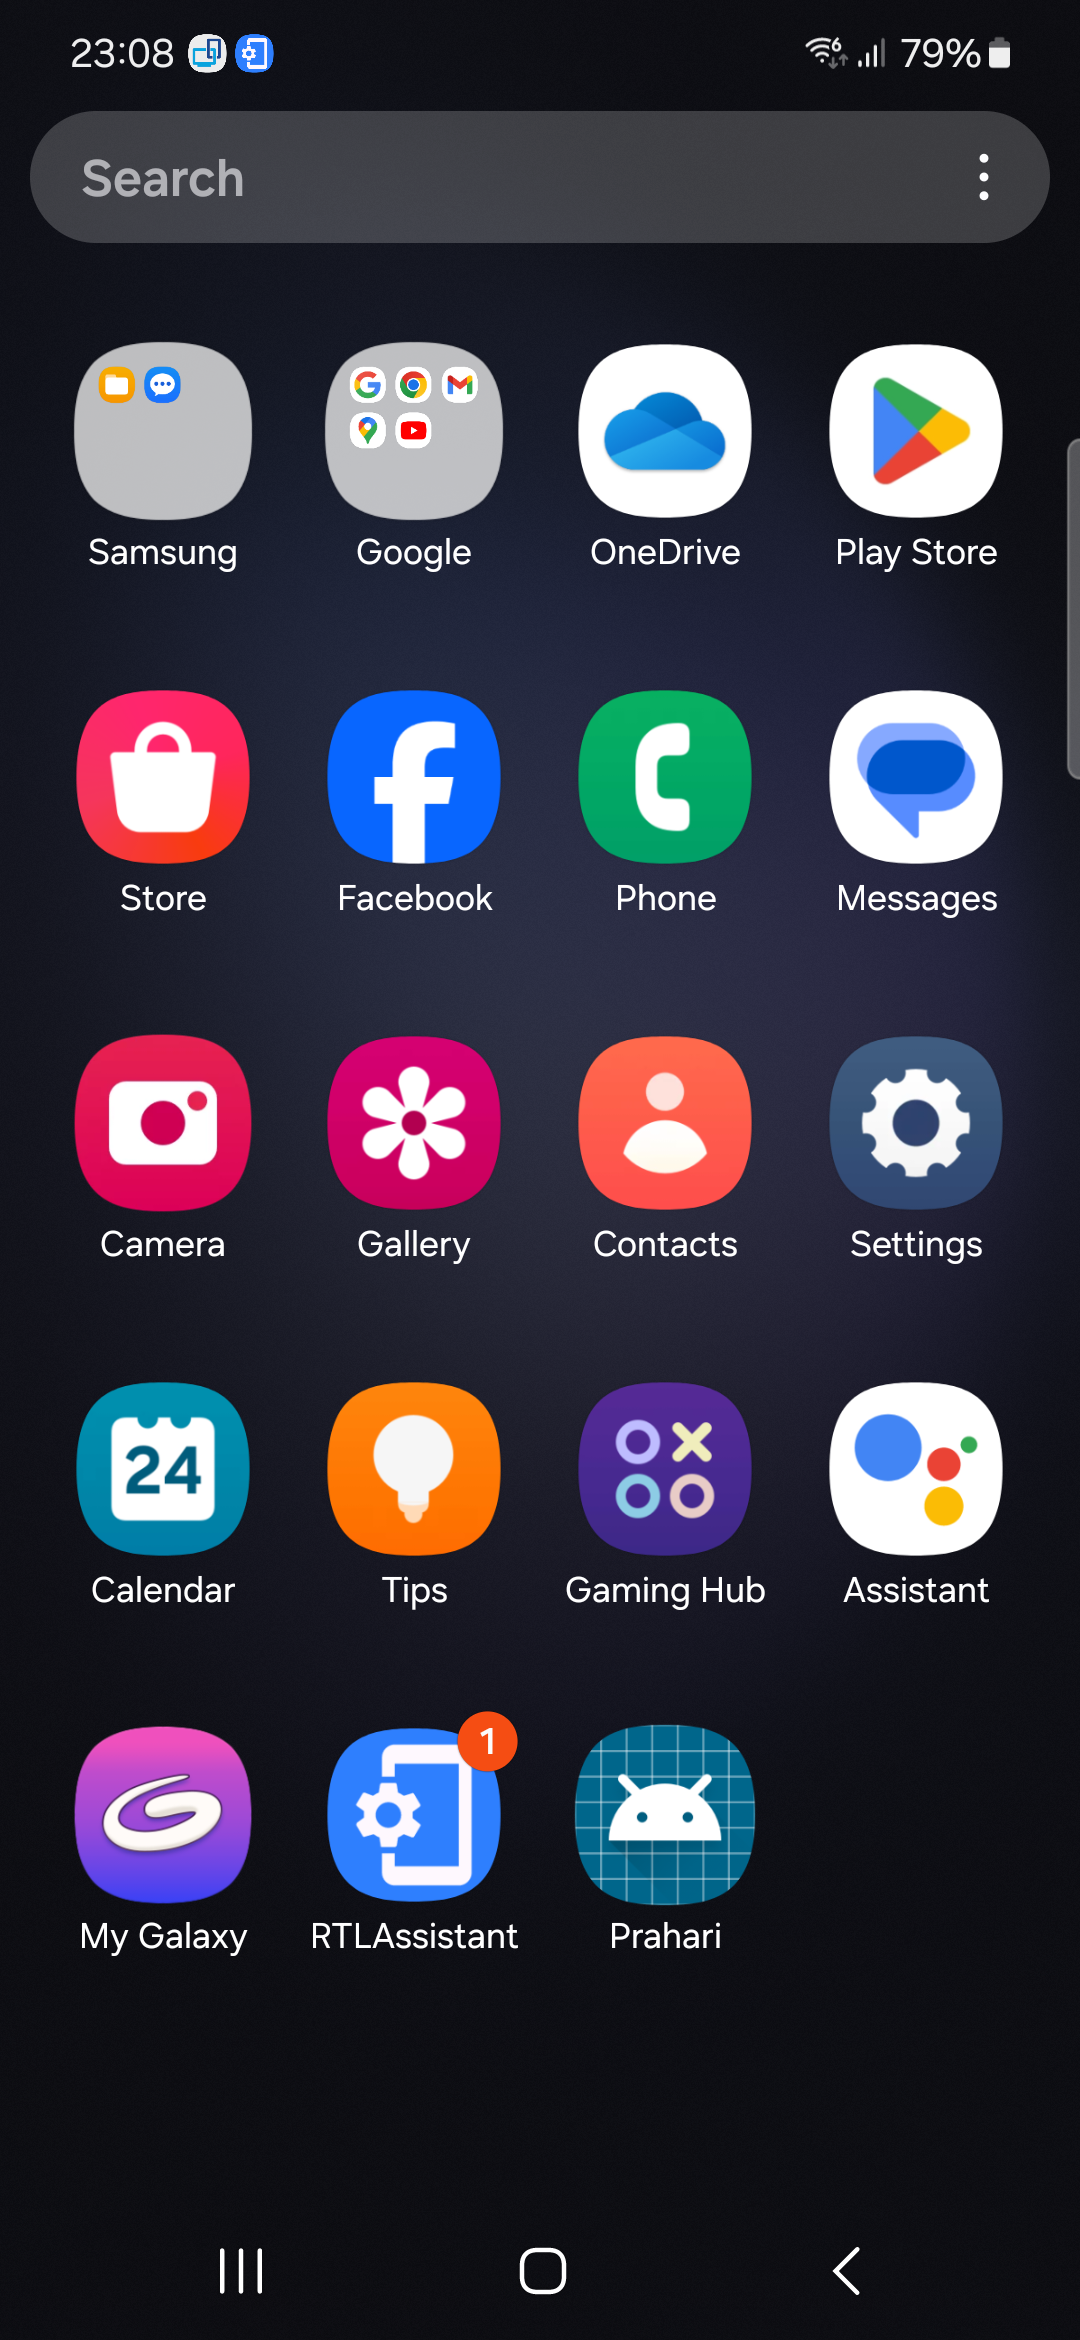 23:08
6
79%
Search
Samsung
Google
OneDrive
Play Store
Store
Facebook
Phone
Messages
Camera
Gallery
Contacts
Settings
24
Calendar
Tips
Gaming Hub
Assistant
1
My Galaxy
RTLAssistant
Prahari